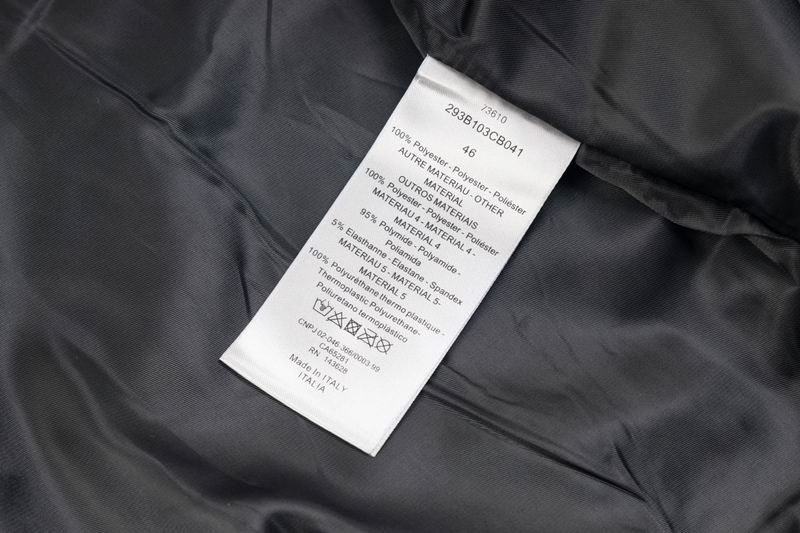 73610
293B103CB041
46
100% Polyester - Polyester - Poliéster
AUTRE MATERIAU - OTHER
MATERIAL
OUTROS MATERIAIS
100% Polyester - Polyester - Poliéster
MATERIAU 4 - MATERIAL 4 -
MATERIAL 4
95% Polymide - Polyamide -
Poliamida
5% Elasthanne - Elastane - Spandex
MATERIAU 5 - MATERIAL 5-
MATERIAL 5
100% Polyuréthane thermo plastique -
Thermoplastic Polyurethane-
Poliuretano termoplástico
CNPJ 02-046 366/0003 99
CA65281
RN 143628
Made In ITALY
ITALIA